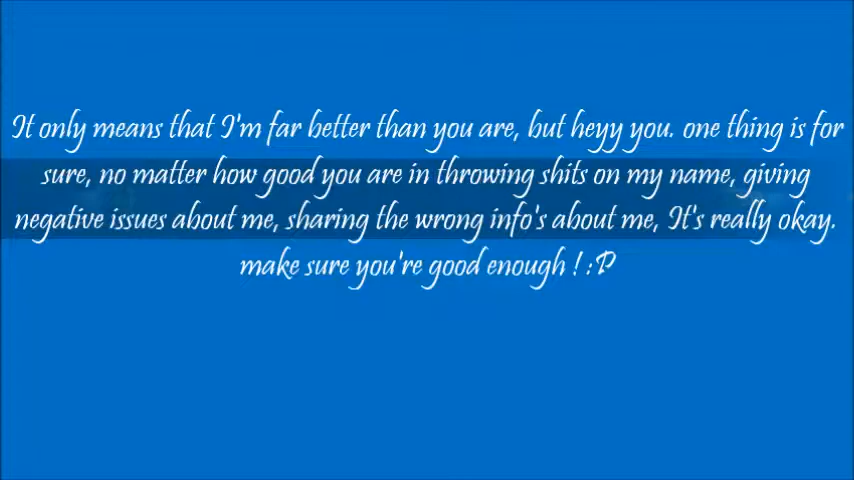 It only means that I'm far better than you are, but heyy you. one thing is for
sure, no matter how good you are in throwing shits on my name, giving
negative issues about me, sharing the wrong info's about me, It's really okay.
make sure you're good enough ! :P